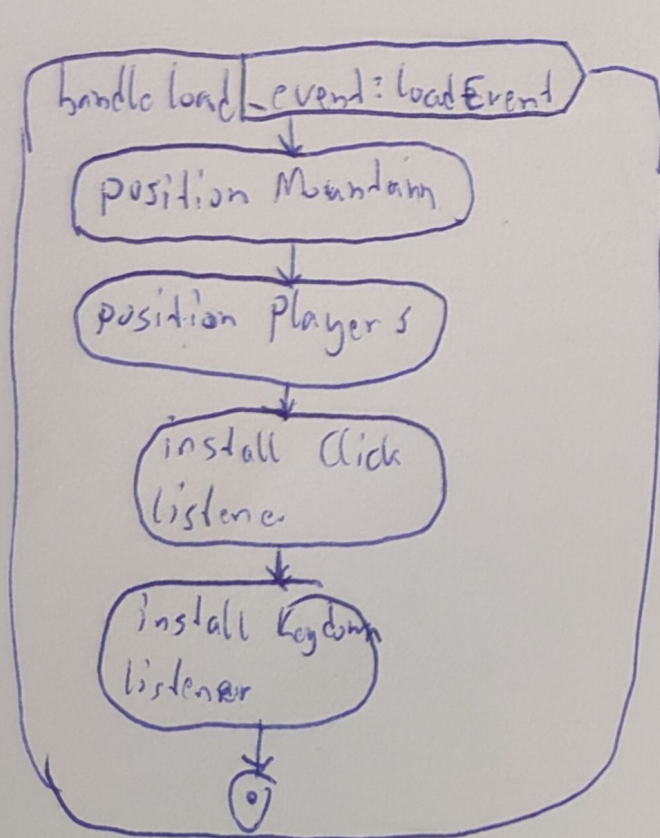 handle load _event: loadEvent
position Mountain
position Players
install Click
listener
install Keydown
listener